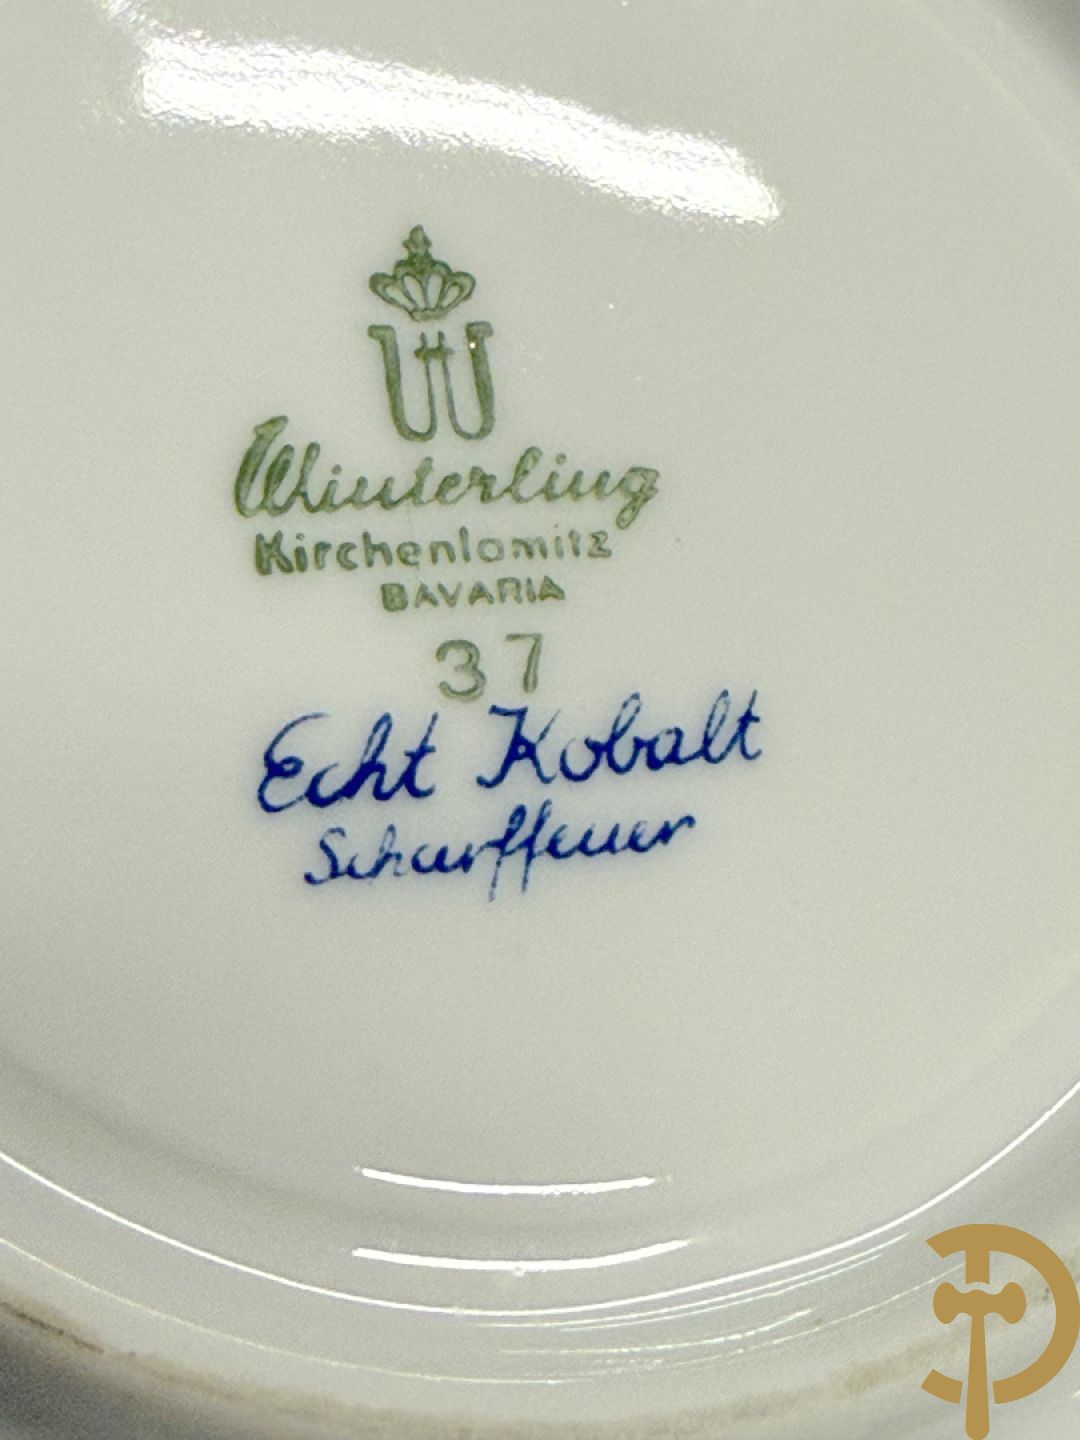 W
Winterling
Kirchenlamitz
BAVARIA
37
Echt Kobalt
Scharffeuer